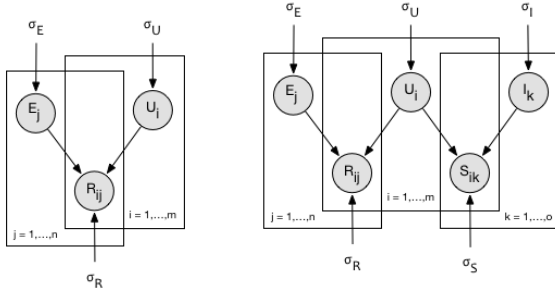 σE
σU
Ej
Ui
Rij
i = 1,...,m
j = 1,...,n
σR
σE
σU
σI
Ej
Ui
Ik
Rij
Sik
i = 1,...,m
j = 1,...,n
k = 1,...,o
σR
σS